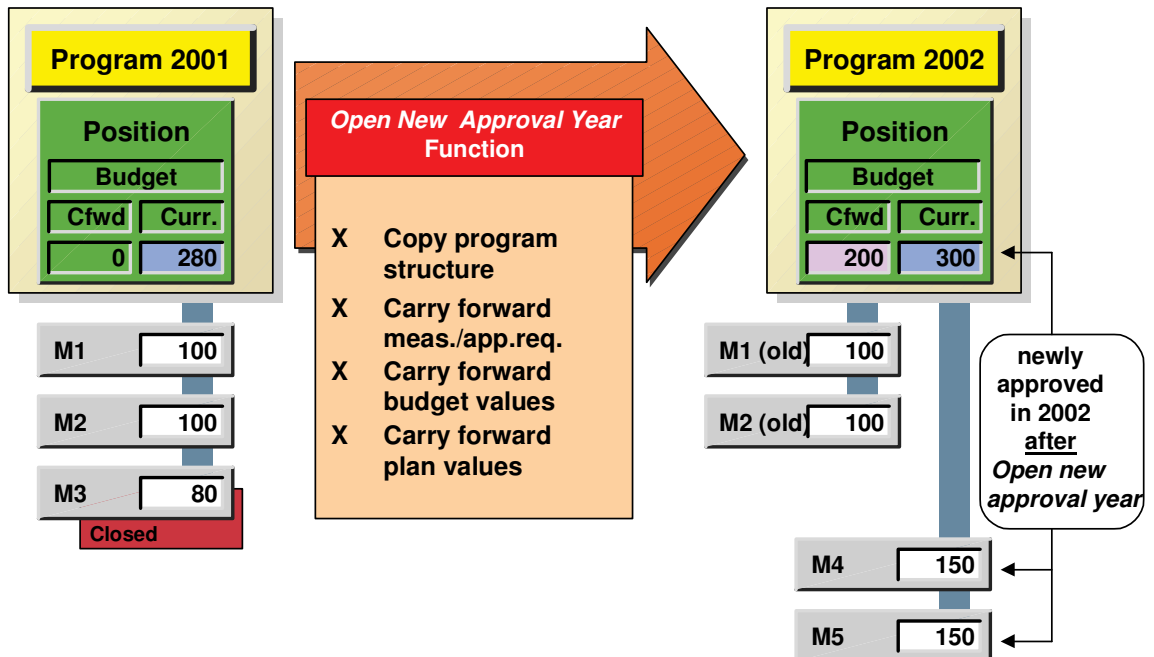 Program 2001
Position
Budget
Cfwd Curr.
0 280
M1 100
M2 100
M3 80
Closed
Open New Approval Year
Function
X Copy program
structure
X Carry forward
meas./app.req.
X Carry forward
budget values
X Carry forward
plan values
Program 2002
Position
Budget
Cfwd Curr.
200 300
M1 (old) 100
M2 (old) 100
newly
approved
in 2002
after
Open new
approval year
M4 150
M5 150